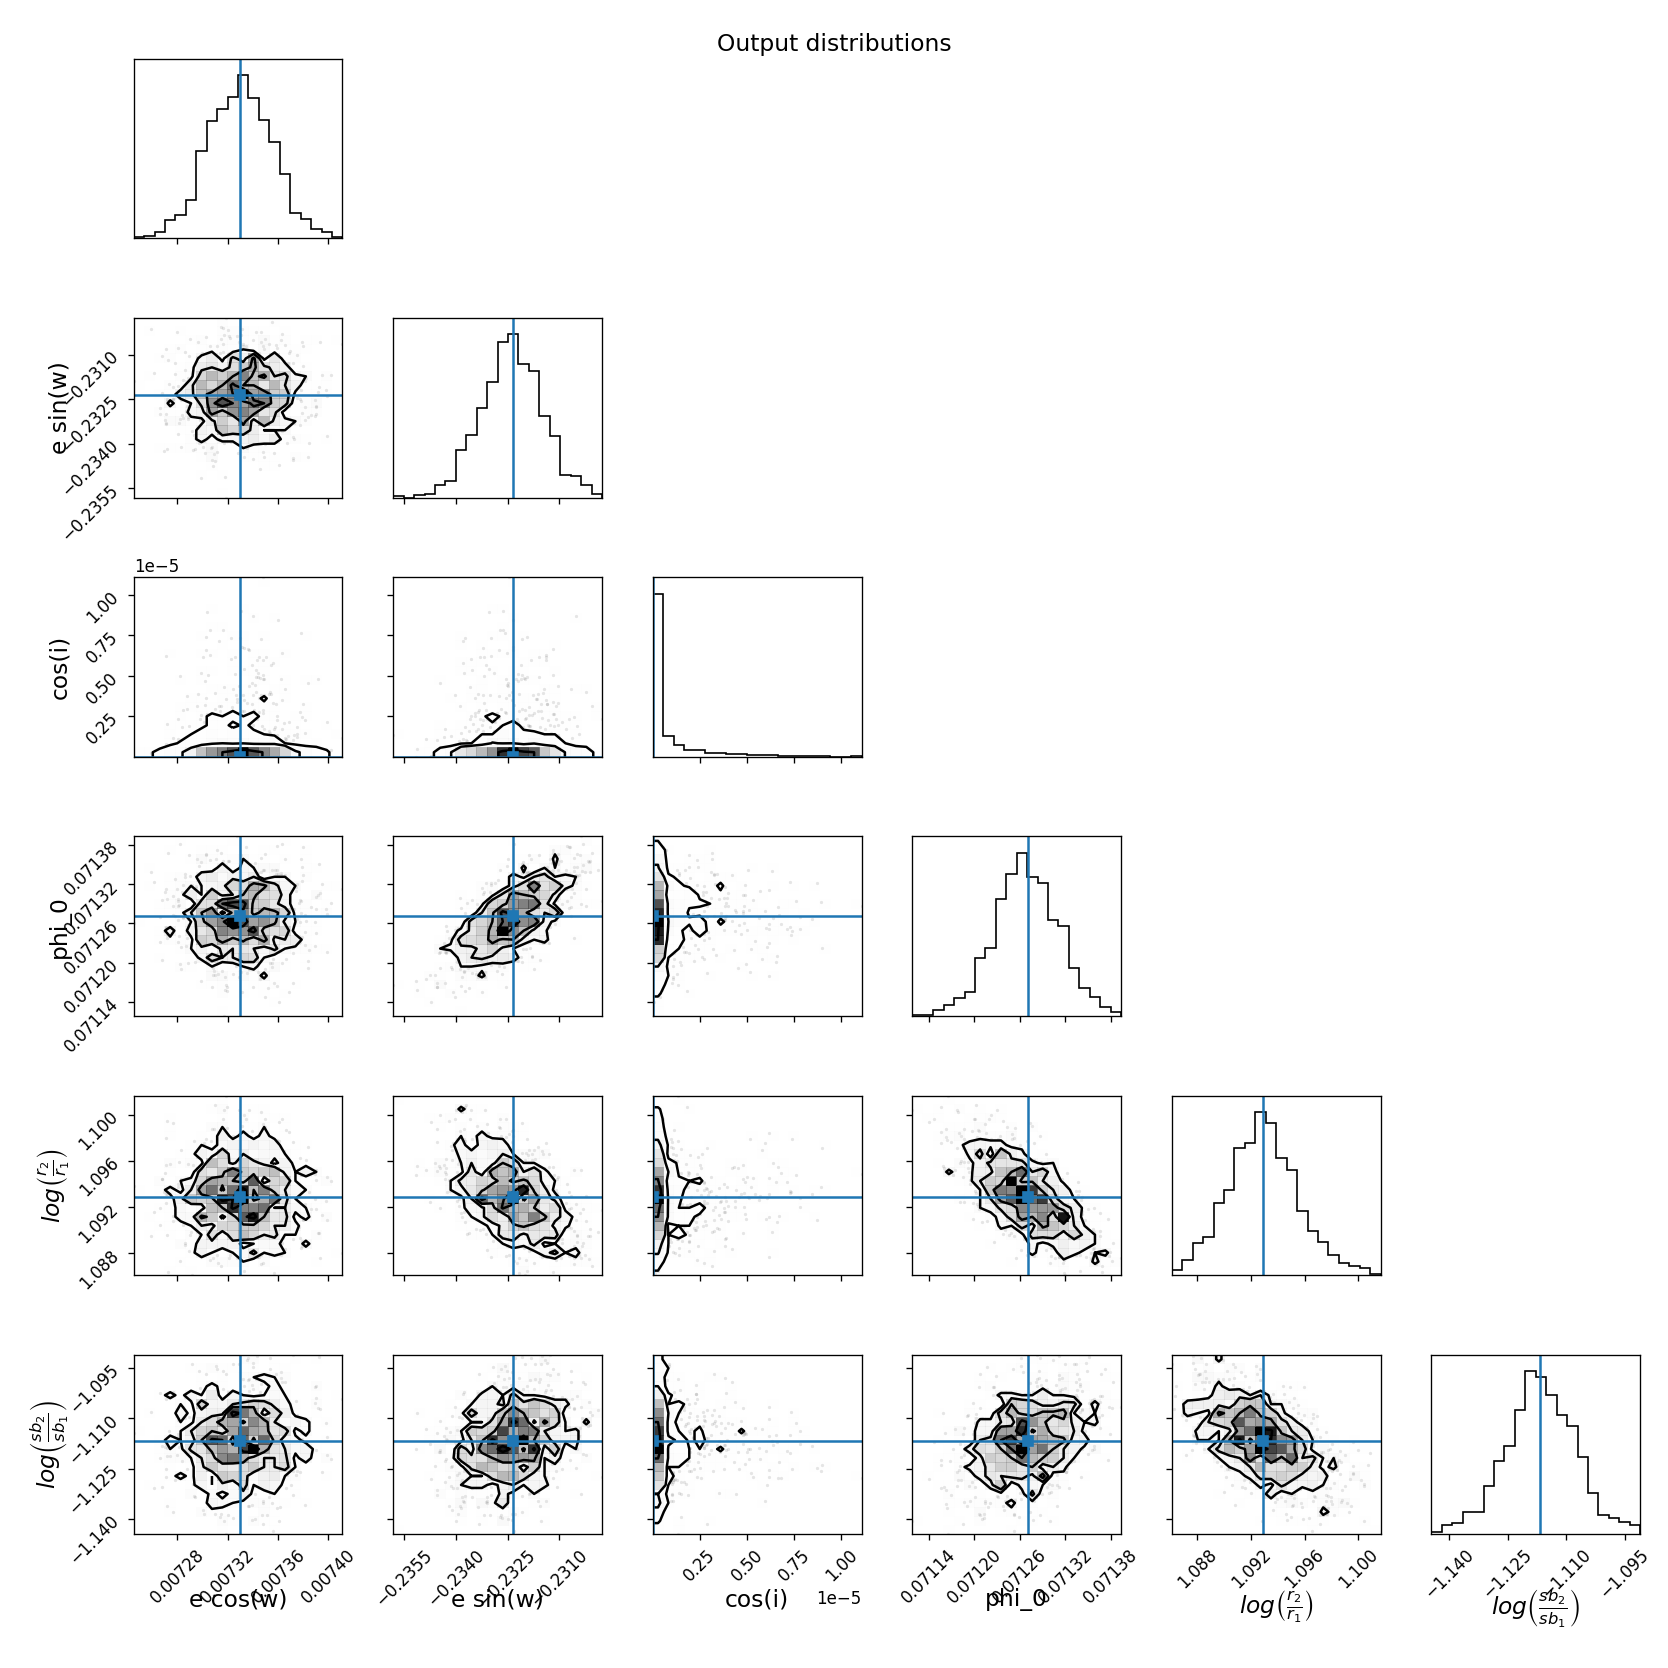 Output distributions
e sin(w)
−0.2310
−0.2325
−0.2340
−0.2355
1e−5
cos(i)
1.00
0.75
0.50
0.25
phi_0
0.07138
0.07132
0.07126
0.07120
0.07114
log(r₂/r₁)
1.100
1.096
1.092
1.088
log(sb₂/sb₁)
−1.095
−1.110
−1.125
−1.140
0.00728 0.00732 0.00736 0.00740
e cos(w)
−0.2355 −0.2340 −0.2325 −0.2310
e sin(w)
0.25 0.50 0.75 1.00
1e−5
cos(i)
0.07114 0.07120 0.07126 0.07132 0.07138
phi_0
1.088 1.092 1.096 1.100
log(r₂/r₁)
−1.140 −1.125 −1.110 −1.095
log(sb₂/sb₁)